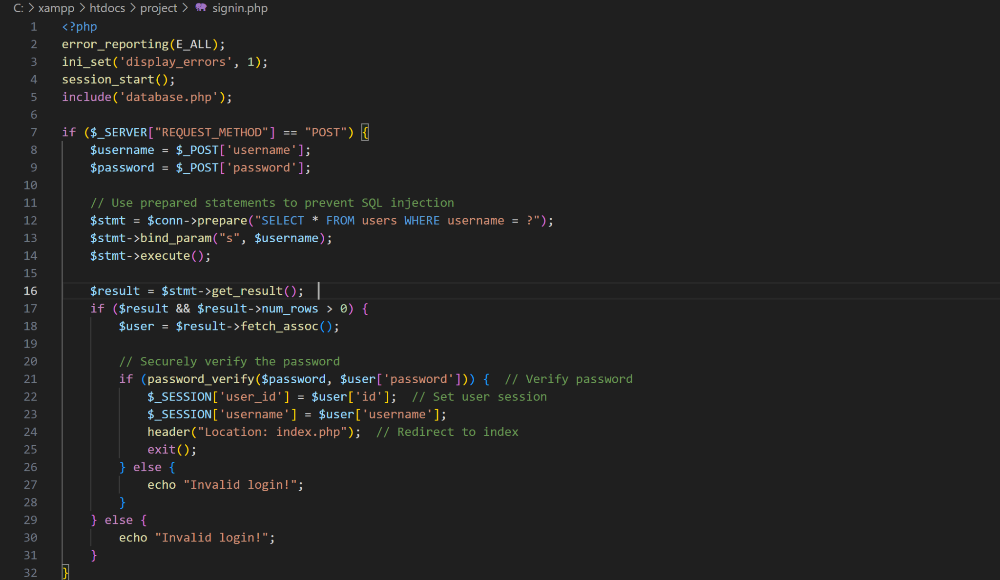 C: > xampp > htdocs > project > signin.php
1 <?php
2 error_reporting(E_ALL);
3 ini_set('display_errors', 1);
4 session_start();
5 include('database.php');
6
7 if ($_SERVER["REQUEST_METHOD"] == "POST") {
8     $username = $_POST['username'];
9     $password = $_POST['password'];
10
11     // Use prepared statements to prevent SQL injection
12     $stmt = $conn->prepare("SELECT * FROM users WHERE username = ?");
13     $stmt->bind_param("s", $username);
14     $stmt->execute();
15
16     $result = $stmt->get_result();
17     if ($result && $result->num_rows > 0) {
18         $user = $result->fetch_assoc();
19
20         // Securely verify the password
21         if (password_verify($password, $user['password'])) {  // Verify password
22             $_SESSION['user_id'] = $user['id'];  // Set user session
23             $_SESSION['username'] = $user['username'];
24             header("Location: index.php");  // Redirect to index
25             exit();
26         } else {
27             echo "Invalid login!";
28         }
29     } else {
30         echo "Invalid login!";
31     }
32 }